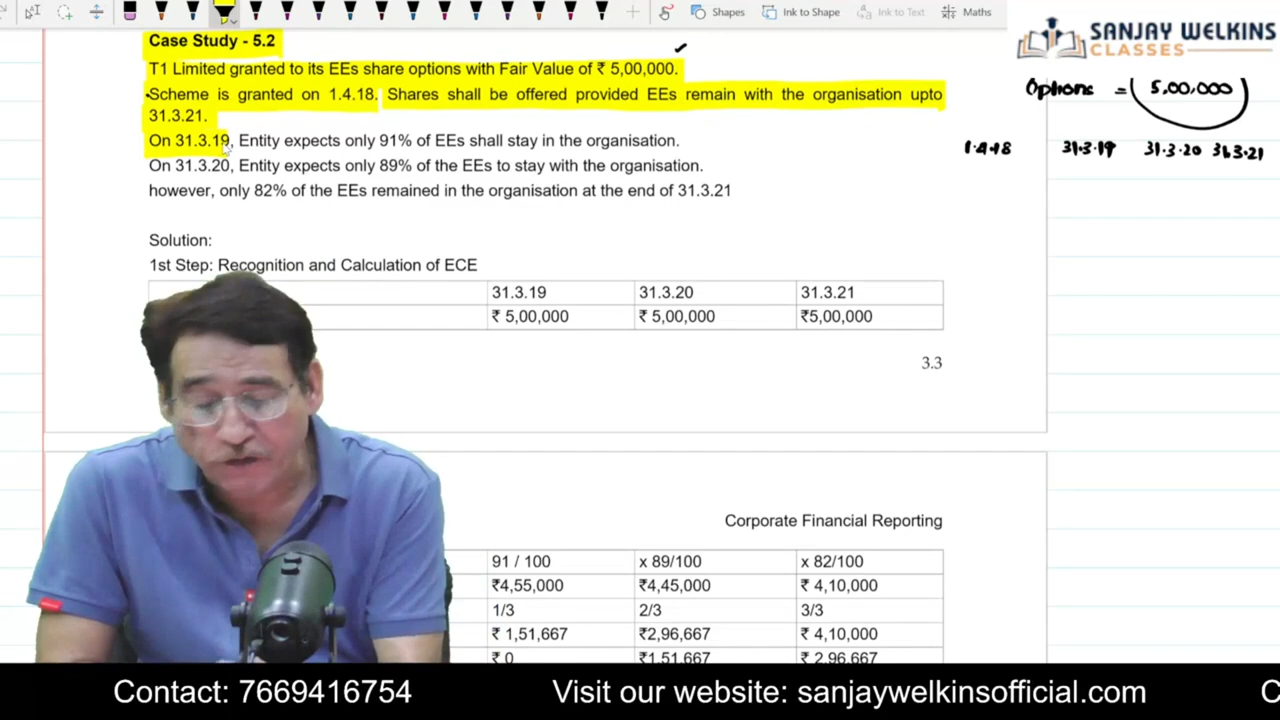 Shapes
Ink to Shape
Ink to Text
Maths
SANJAY WELKINS
CLASSES
Case Study - 5.2
T1 Limited granted to its EEs share options with Fair Value of ₹ 5,00,000.
Scheme is granted on 1.4.18. Shares shall be offered provided EEs remain with the organisation upto
31.3.21.
On 31.3.19, Entity expects only 91% of EEs shall stay in the organisation.
On 31.3.20, Entity expects only 89% of the EEs to stay with the organisation.
however, only 82% of the EEs remained in the organisation at the end of 31.3.21
Options = (5,00,000)
1.4.18 31.3.19 31.3.20 31.3.21
Solution:
1st Step: Recognition and Calculation of ECE
31.3.19 31.3.20 31.3.21
₹ 5,00,000 ₹ 5,00,000 ₹5,00,000
3.3
Corporate Financial Reporting
91 / 100 x 89/100 x 82/100
₹4,55,000 ₹4,45,000 ₹ 4,10,000
1/3 2/3 3/3
₹ 1,51,667 ₹2,96,667 ₹ 4,10,000
₹ 0 ₹1,51,667 ₹ 2,96,667
Contact: 7669416754 Visit our website: sanjaywelkinsofficial.com C